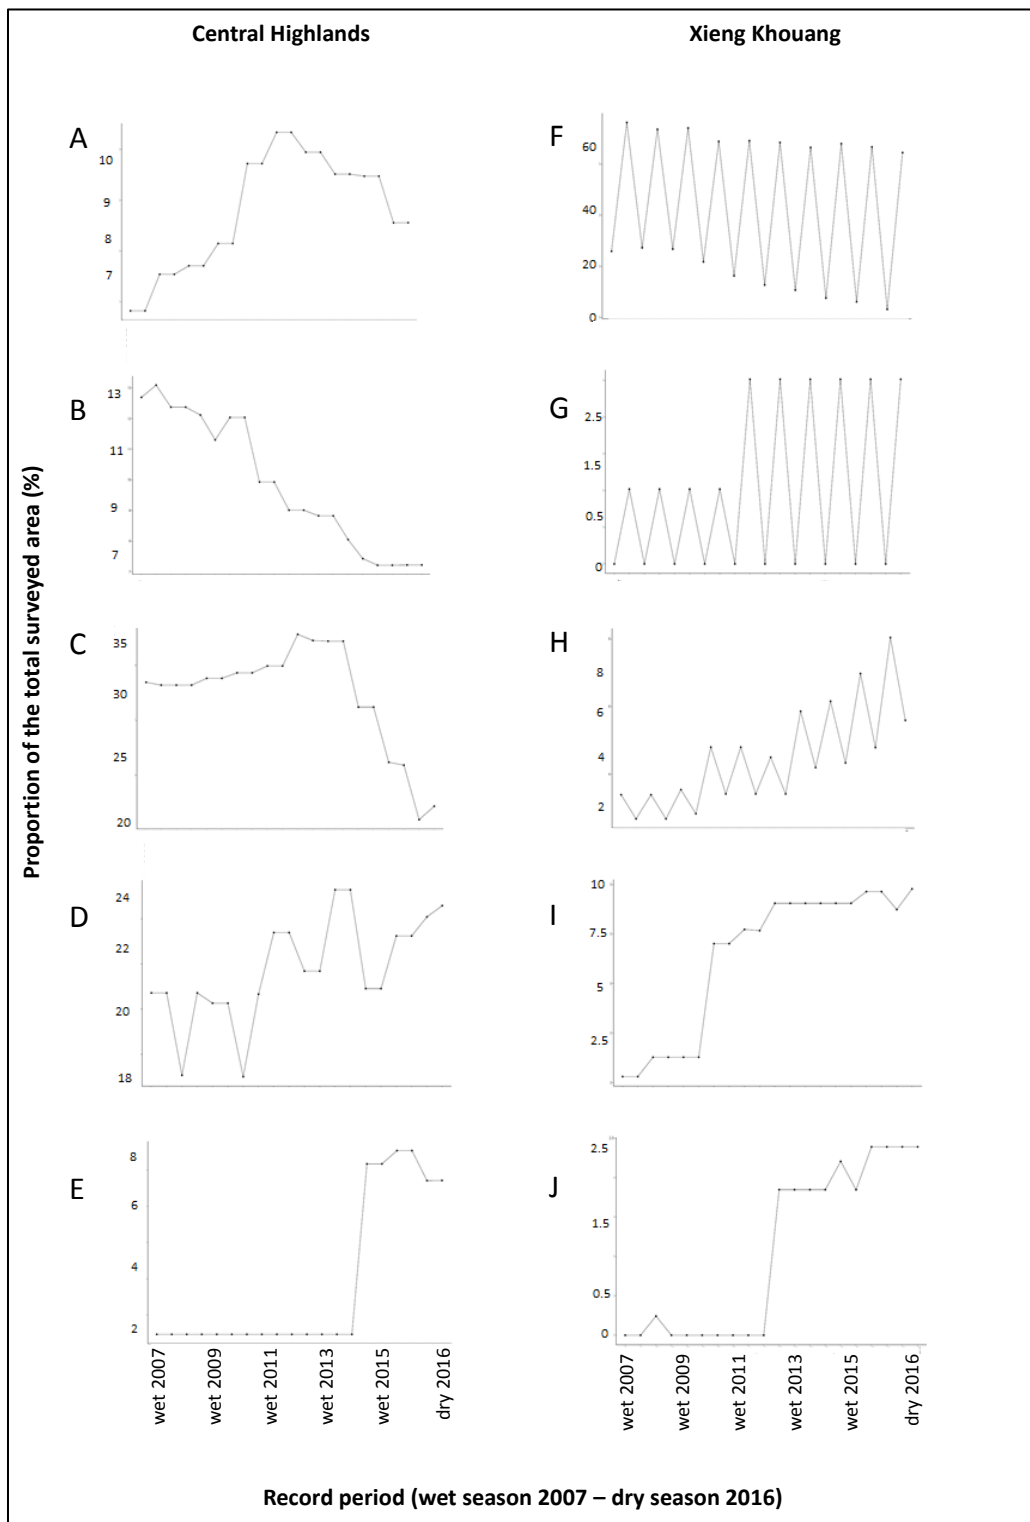 Central Highlands Xieng Khouang
Proportion of the total surveyed area (%)
A
10
9
8
7
F
60
40
20
0
B
13
11
9
7
G
2.5
1.5
0.5
0
C
35
30
25
20
H
8
6
4
2
D
24
22
20
18
I
10
7.5
5
2.5
E
8
6
4
2
J
2.5
1.5
0.5
0
wet 2007
wet 2009
wet 2011
wet 2013
wet 2015
dry 2016
wet 2007
wet 2009
wet 2011
wet 2013
wet 2015
dry 2016
Record period (wet season 2007 – dry season 2016)